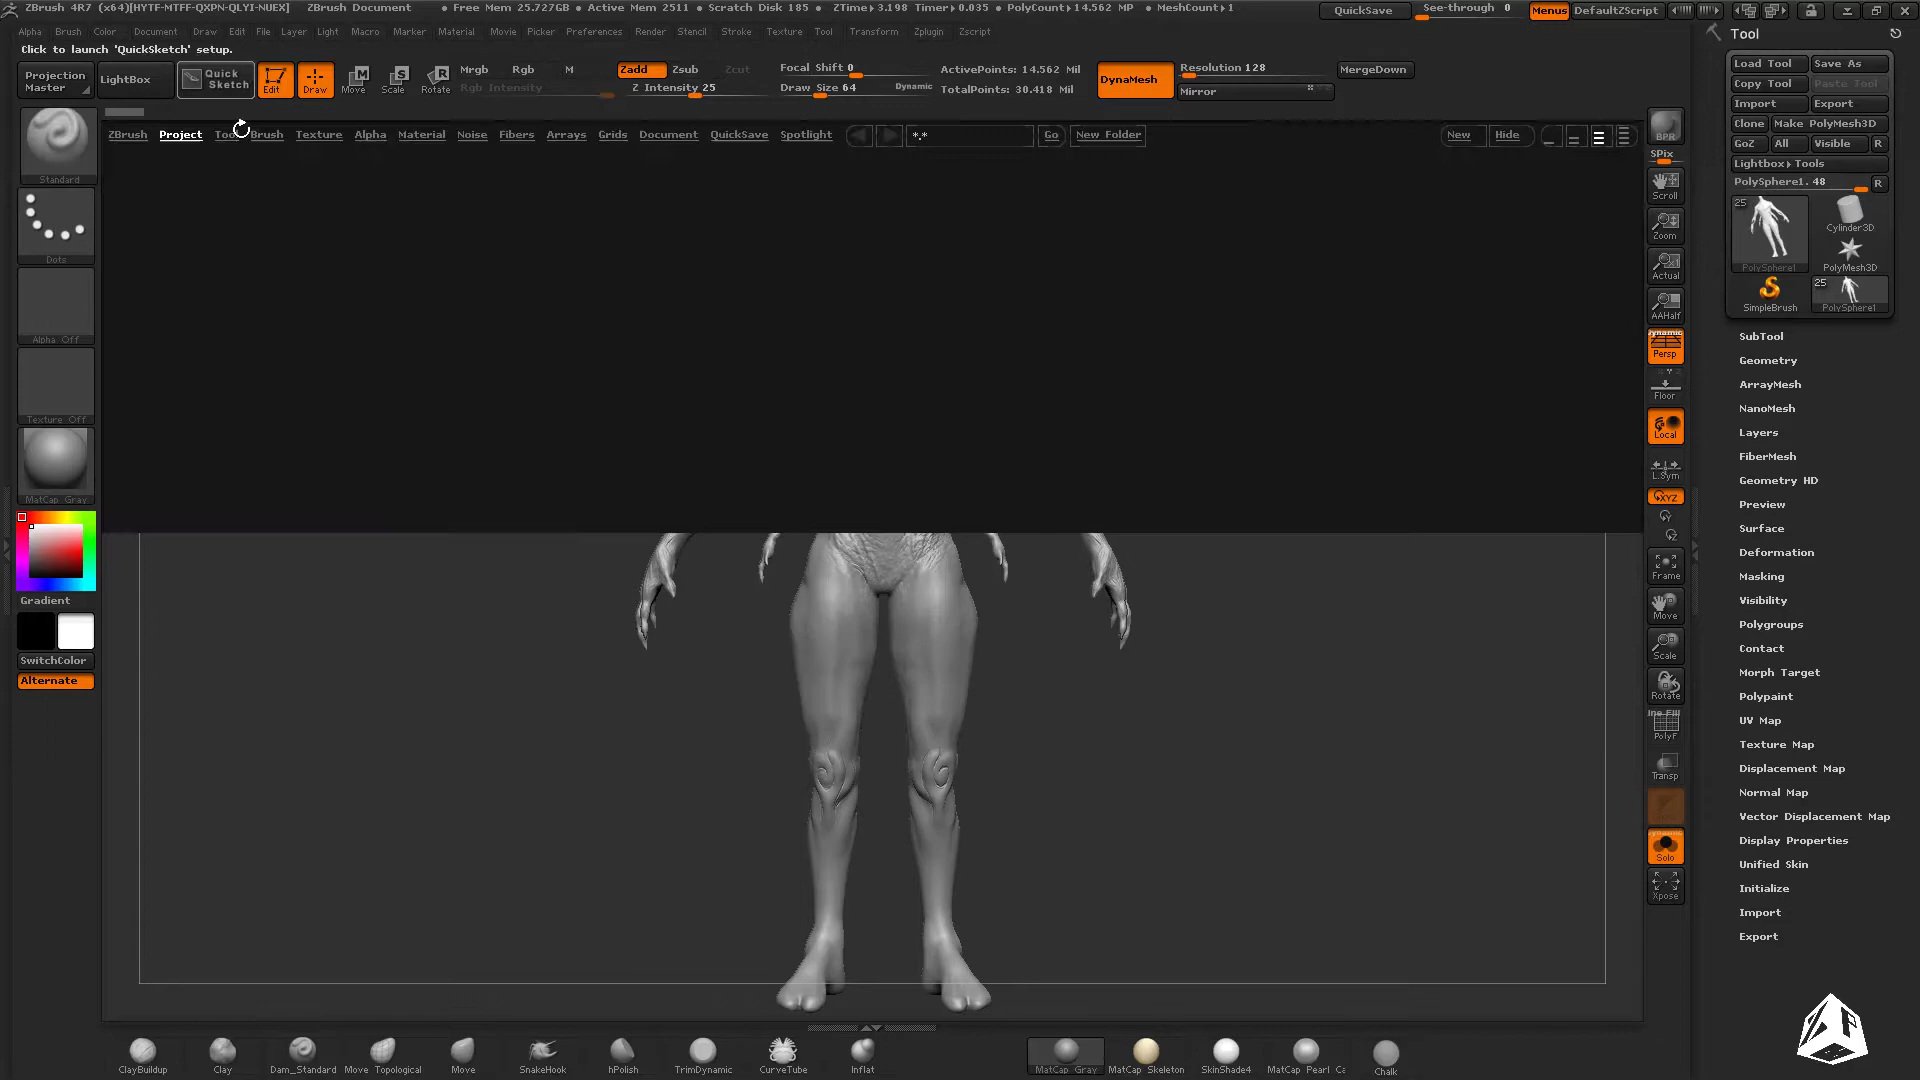 ZBrush 4R7 (x64)[HYTF-MTFF-QXPN-QLYI-NUEX] ZBrush Document • Free Mem 25.727GB • Active Mem 2511 • Scratch Disk 185 • ZTime▸3.198 Timer▸0.035 • PolyCount▸14.562 MP • MeshCount▸1 QuickSave See-through 0 Menus DefaultZScript
Alpha Brush Color Document Draw Edit File Layer Light Macro Marker Material Movie Picker Preferences Render Stencil Stroke Texture Tool Transform Zplugin Zscript
Click to launch 'QuickSketch' setup.
Projection Master
LightBox
Quick Sketch
Edit
Draw
Move
Scale
Rotate
Mrgb Rgb M
Rgb Intensity
Zadd Zsub Zcut
Z Intensity 25
Focal Shift 0
Draw Size 64 Dynamic
ActivePoints: 14.562 Mil
TotalPoints: 30.418 Mil
DynaMesh
Resolution 128
Mirror
MergeDown
ZBrush Project Brush Texture Alpha Material Noise Fibers Arrays Grids Document QuickSave Spotlight *.* Go New Folder New Hide
Standard
Dots
Alpha Off
Texture Off
MatCap Gray
Gradient
SwitchColor
Alternate
BPR
SPix
Scroll
Zoom
Actual
AAHalf
Dynamic
Persp
Floor
Local
L.Sym
XYZ
Frame
Move
Scale
Rotate
PolyF
Transp
Dynamic
Solo
Xpose
Tool
Load Tool Save As
Copy Tool Paste Tool
Import Export
Clone Make PolyMesh3D
GoZ All Visible R
Lightbox▸Tools
PolySphere1. 48 R
25
PolySphere1
Cylinder3D
PolyMesh3D
SimpleBrush
25
PolySphere1
SubTool
Geometry
ArrayMesh
NanoMesh
Layers
FiberMesh
Geometry HD
Preview
Surface
Deformation
Masking
Visibility
Polygroups
Contact
Morph Target
Polypaint
UV Map
Texture Map
Displacement Map
Normal Map
Vector Displacement Map
Display Properties
Unified Skin
Initialize
Import
Export
ClayBuildup Clay Dam_Standard Move Topological Move SnakeHook hPolish TrimDynamic CurveTube Inflat MatCap Gray MatCap Skeleton SkinShade4 MatCap Pearl Ca Chalk